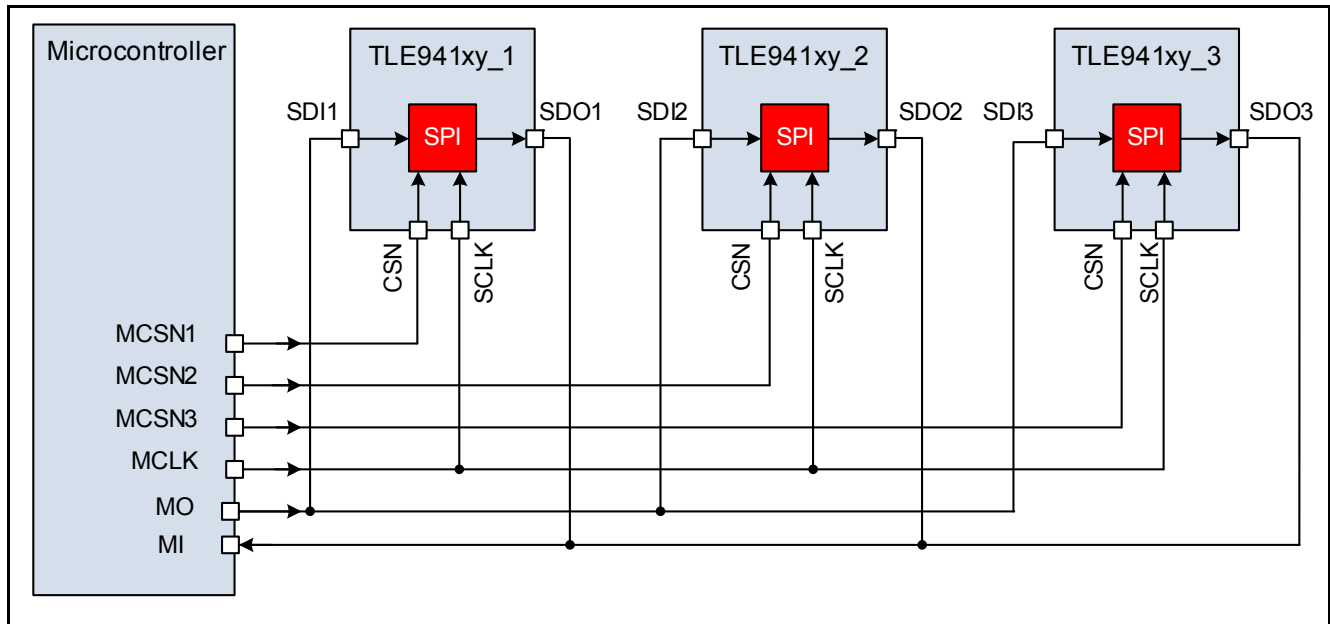 Microcontroller
TLE941xy_1
TLE941xy_2
TLE941xy_3
SDI1
SPI
SDO1
SDI2
SPI
SDO2
SDI3
SPI
SDO3
CSN
SCLK
CSN
SCLK
CSN
SCLK
MCSN1
MCSN2
MCSN3
MCLK
MO
MI